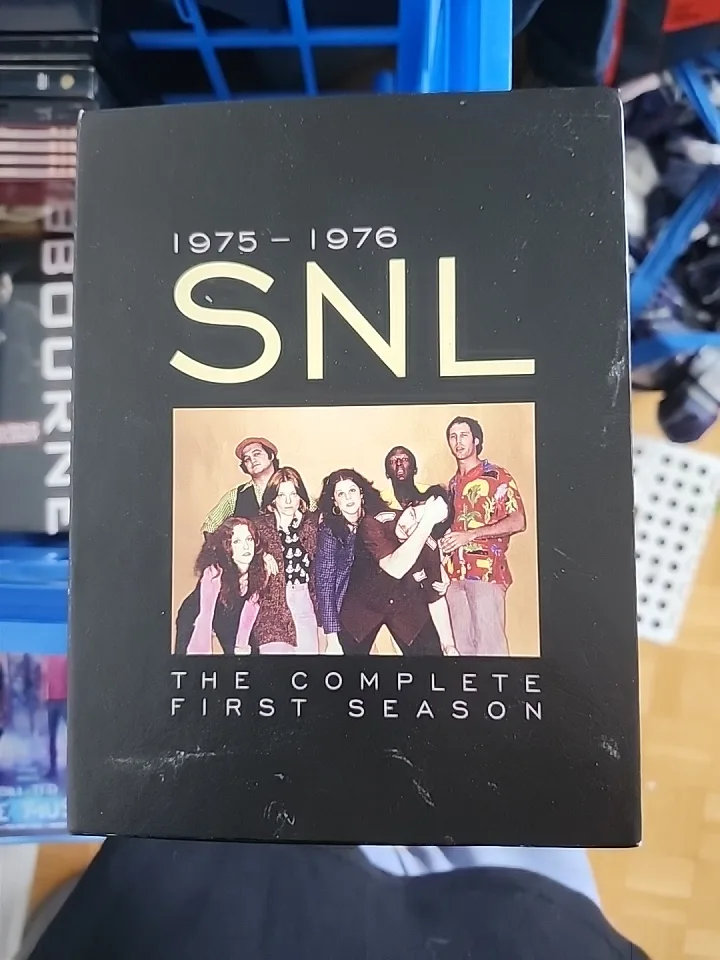 1975 – 1976
SNL
THE COMPLETE
FIRST SEASON
BOURNE